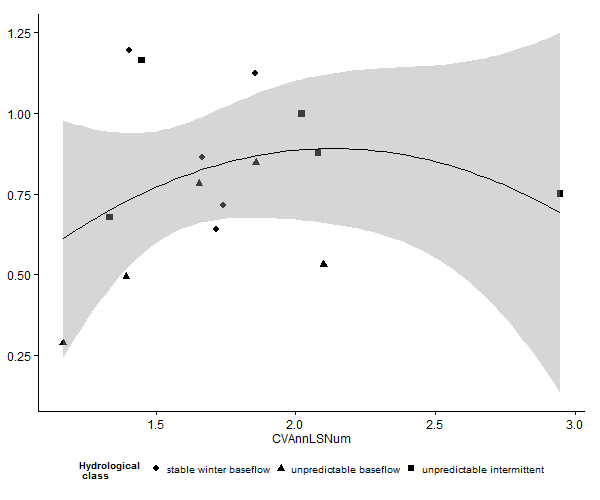 1.25
1.00
0.75
0.50
0.25
1.5 2.0 2.5 3.0
CVAnnLSNum
Hydrological
class
stable winter baseflow unpredictable baseflow unpredictable intermittent